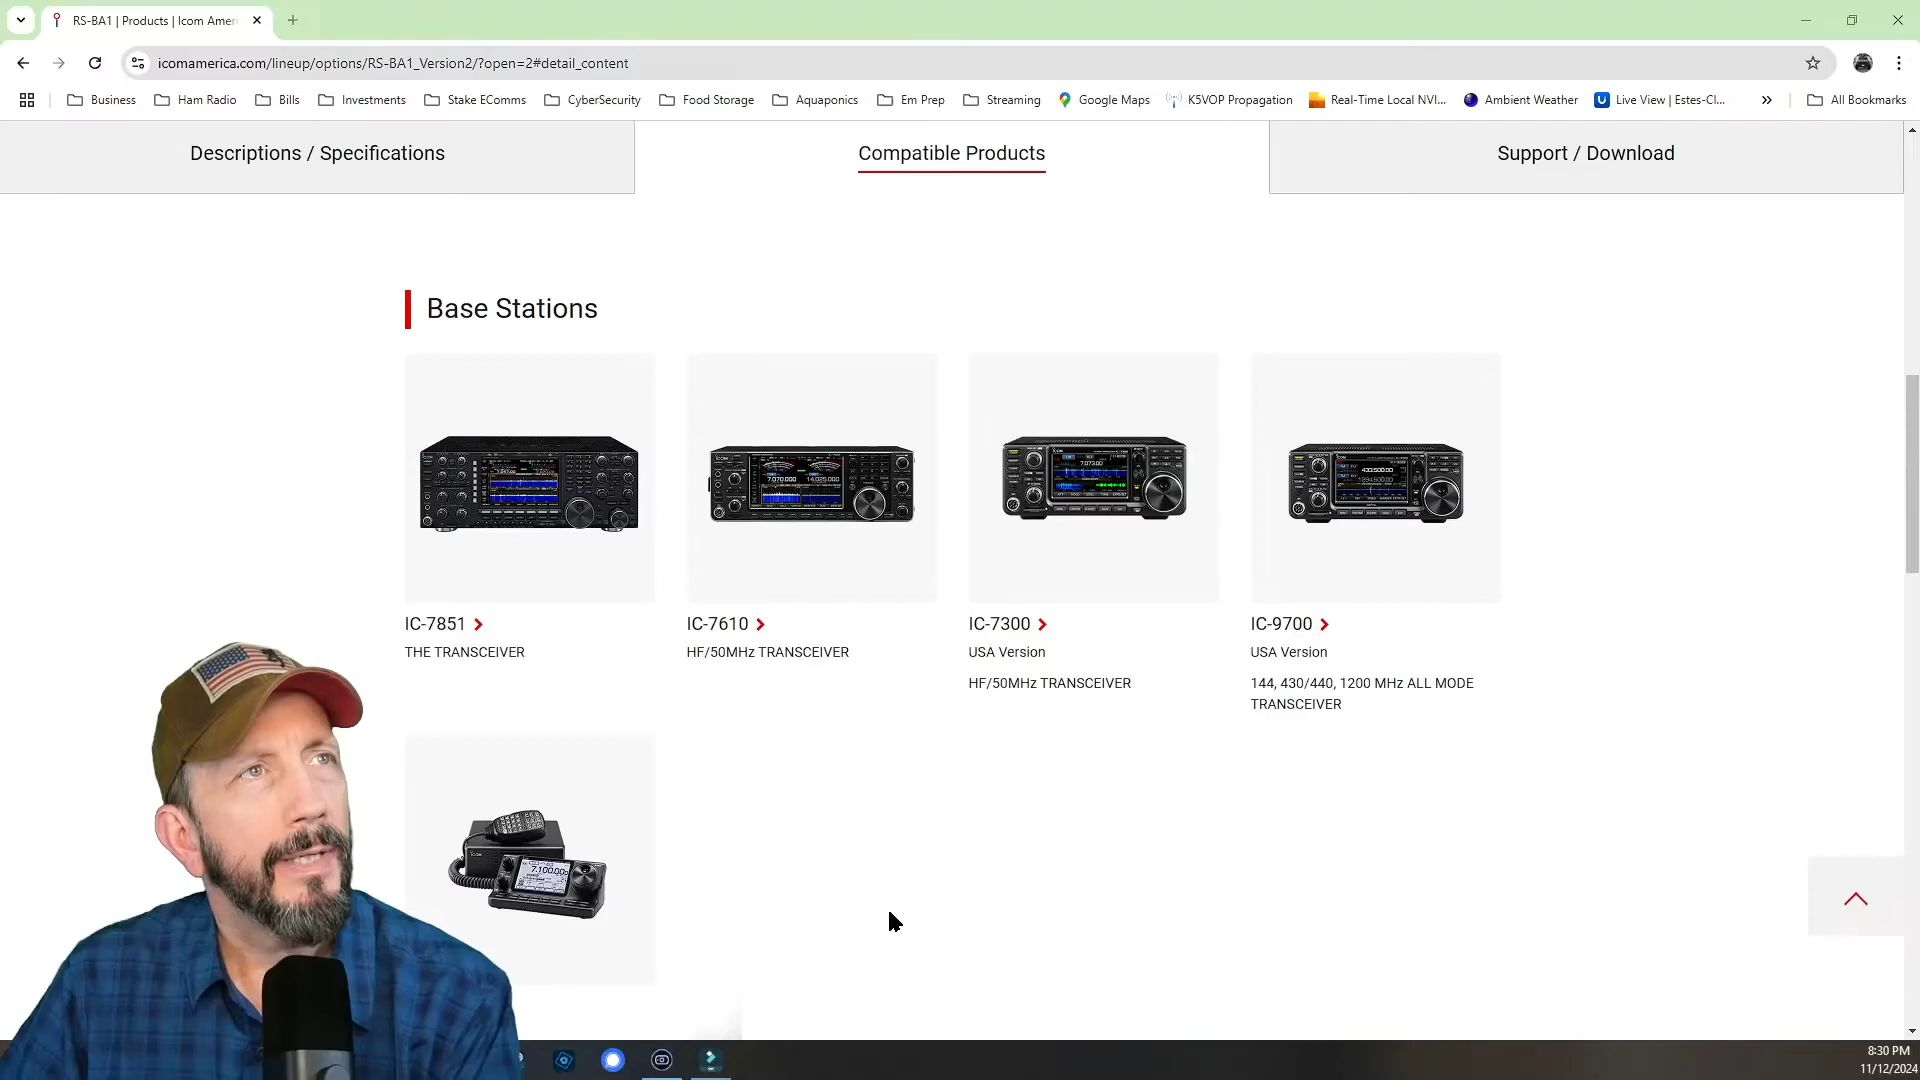 RS-BA1 | Products | Icom Amer
icomamerica.com/lineup/options/RS-BA1_Version2/?open=2#detail_content
Business Ham Radio Bills Investments Stake EComms CyberSecurity Food Storage Aquaponics Em Prep Streaming Google Maps K5VOP Propagation Real-Time Local NVI... Ambient Weather Live View | Estes-Cl... » All Bookmarks
Descriptions / Specifications Compatible Products Support / Download
Base Stations
IC-7851 IC-7610 IC-7300 IC-9700
THE TRANSCEIVER HF/50MHz TRANSCEIVER USA Version USA Version
HF/50MHz TRANSCEIVER 144, 430/440, 1200 MHz ALL MODE
TRANSCEIVER
8:30 PM
11/12/2024